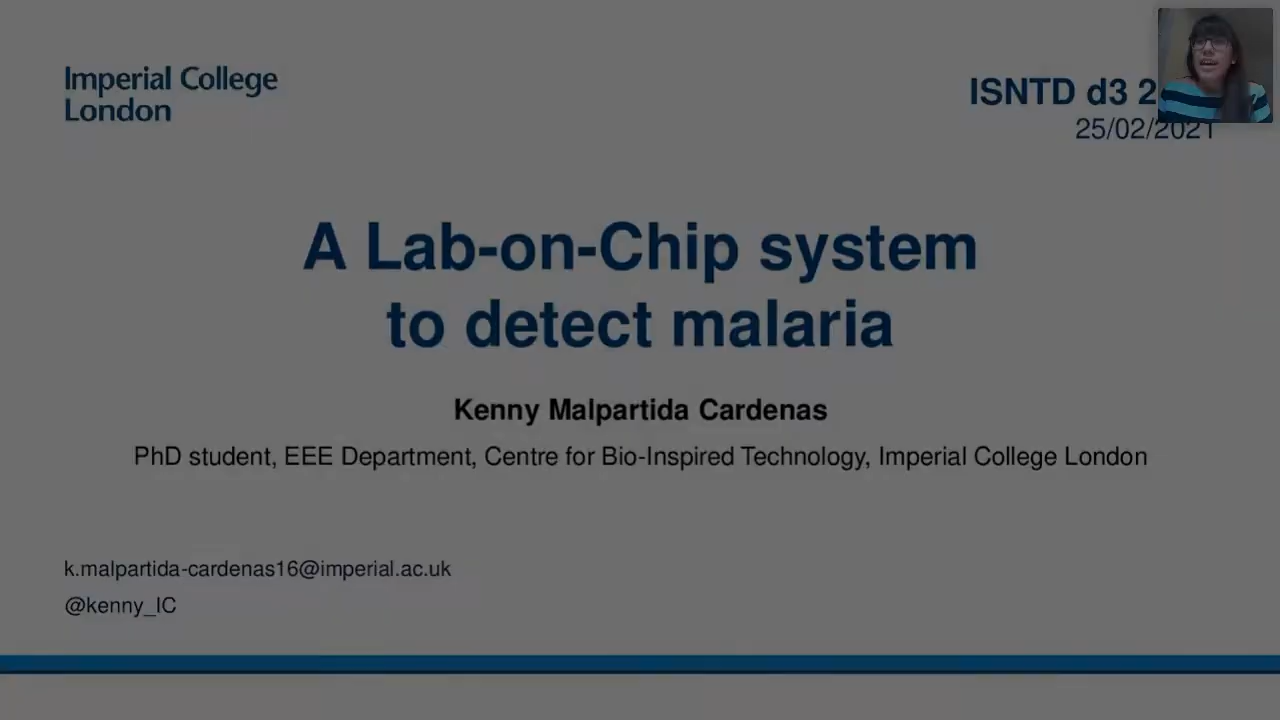 Imperial College
London
ISNTD d3
25/02/2021
A Lab-on-Chip system
to detect malaria
Kenny Malpartida Cardenas
PhD student, EEE Department, Centre for Bio-Inspired Technology, Imperial College London
k.malpartida-cardenas16@imperial.ac.uk
@kenny_IC